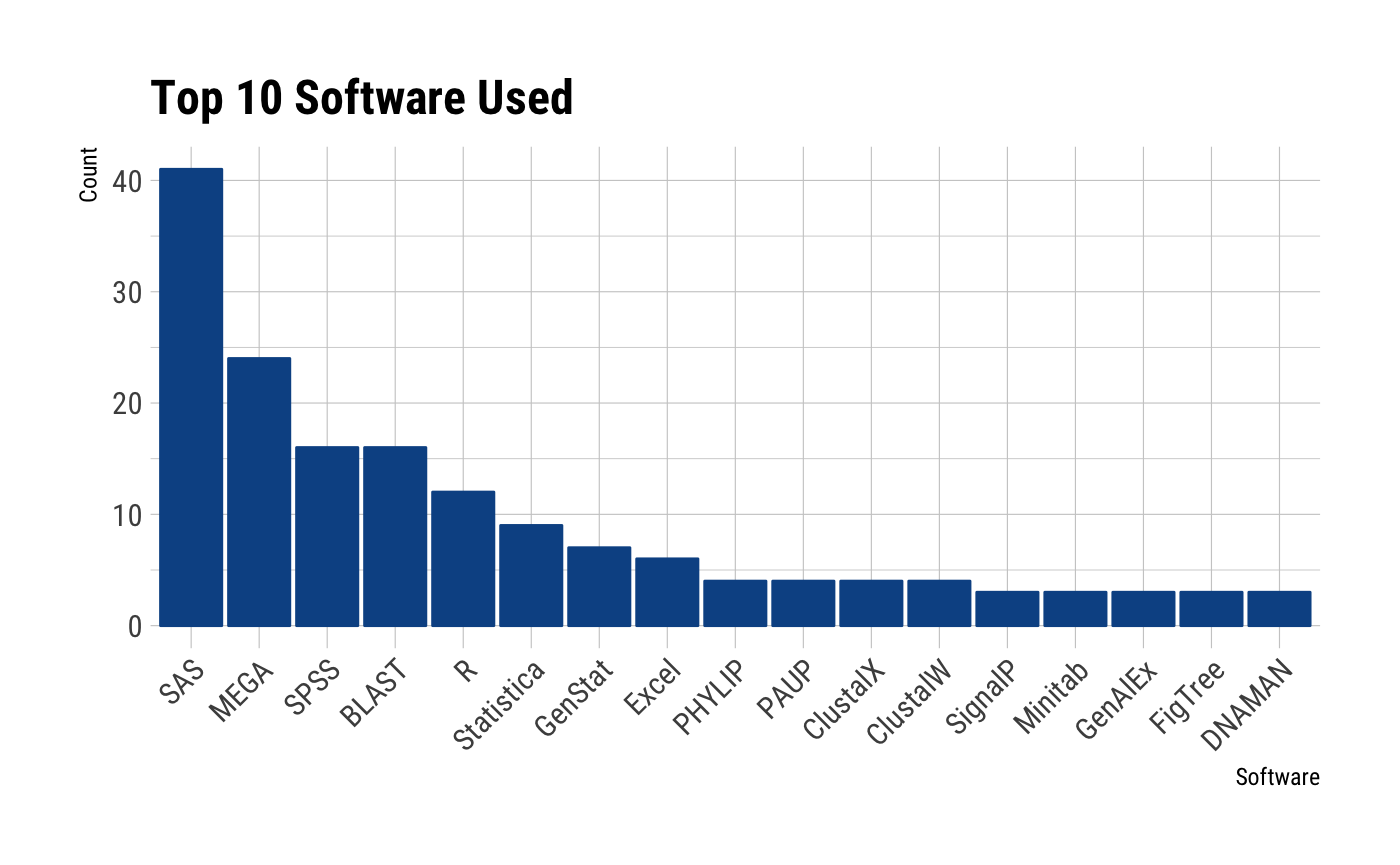 Top 10 Software Used
Count
40
30
20
10
0
SAS
MEGA
SPSS
BLAST
R
Statistica
GenStat
Excel
PHYLIP
PAUP
ClustalX
ClustalW
SignalP
Minitab
GenAlEx
FigTree
DNAMAN
Software